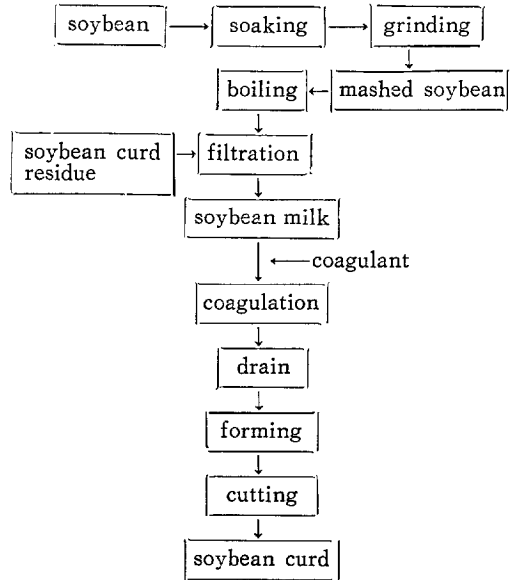 soybean
soaking
grinding
mashed soybean
boiling
soybean curd
residue
filtration
soybean milk
coagulant
coagulation
drain
forming
cutting
soybean curd